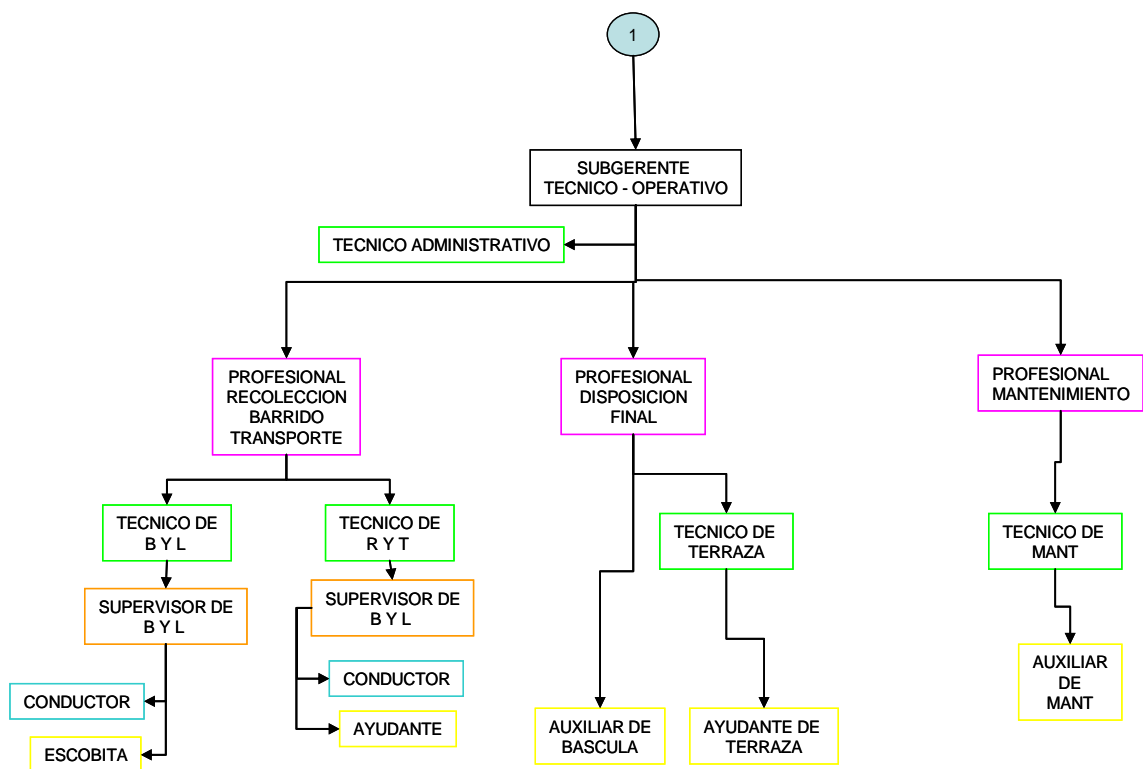 1
SUBGERENTE
TECNICO - OPERATIVO
TECNICO ADMINISTRATIVO
PROFESIONAL
RECOLECCION
BARRIDO
TRANSPORTE
PROFESIONAL
DISPOSICION
FINAL
PROFESIONAL
MANTENIMIENTO
TECNICO DE
B Y L
TECNICO DE
R Y T
TECNICO DE
TERRAZA
TECNICO DE
MANT
SUPERVISOR DE
B Y L
SUPERVISOR DE
B Y L
CONDUCTOR
ESCOBITA
CONDUCTOR
AYUDANTE
AUXILIAR DE
BASCULA
AYUDANTE DE
TERRAZA
AUXILIAR
DE
MANT